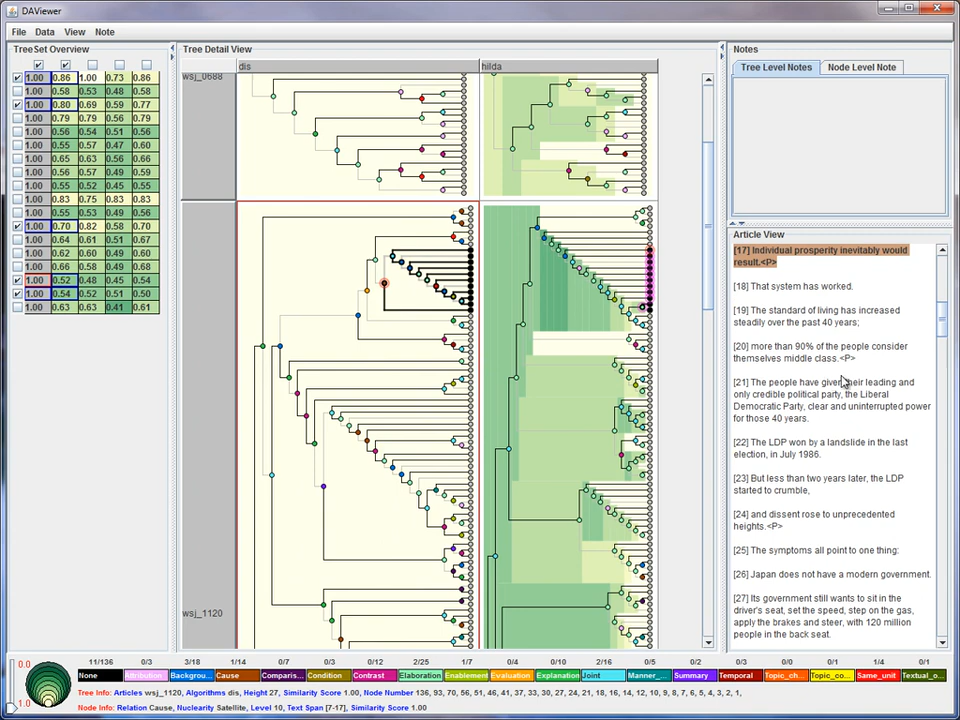 DAViewer
File Data View Note
TreeSet Overview
1.00 0.86 1.00 0.73 0.86
1.00 0.58 0.53 0.48 0.58
1.00 0.80 0.69 0.59 0.77
1.00 0.79 0.79 0.56 0.79
1.00 0.56 0.54 0.51 0.56
1.00 0.55 0.57 0.47 0.60
1.00 0.65 0.63 0.56 0.66
1.00 0.56 0.57 0.49 0.59
1.00 0.55 0.52 0.45 0.55
1.00 0.83 0.75 0.83 0.83
1.00 0.55 0.53 0.49 0.56
1.00 0.70 0.82 0.58 0.70
1.00 0.64 0.61 0.51 0.67
1.00 0.62 0.60 0.49 0.60
1.00 0.66 0.58 0.49 0.68
1.00 0.52 0.48 0.45 0.54
1.00 0.54 0.52 0.51 0.50
1.00 0.63 0.63 0.41 0.61
Tree Detail View
dis hilda
wsj_0688
wsj_1120
Notes
Tree Level Notes Node Level Note
Article View
[17] Individual prosperity inevitably would
result.<P>
[18] That system has worked.
[19] The standard of living has increased
steadily over the past 40 years;
[20] more than 90% of the people consider
themselves middle class.<P>
[21] The people have given their leading and
only credible political party, the Liberal
Democratic Party, clear and uninterrupted power
for those 40 years.
[22] The LDP won by a landslide in the last
election, in July 1986.
[23] But less than two years later, the LDP
started to crumble,
[24] and dissent rose to unprecedented
heights.<P>
[25] The symptoms all point to one thing:
[26] Japan does not have a modern government.
[27] Its government still wants to sit in the
driver's seat, set the speed, step on the gas,
apply the brakes and steer, with 120 million
people in the back seat.
0.0
1.0
11/136 0/3 3/18 1/14 0/7 0/3 0/12 2/25 1/7 0/4 0/10 2/16 0/5 2/2 0/3 0/0 0/1 1/4 0/1
None Attribution Backgrou... Cause Comparis... Condition Contrast Elaboration Enablement Evaluation Explanation Joint Manner_... Summary Temporal Topic_ch... Topic_co... Same_unit Textual_o...
Tree Info: Articles wsj_1120, Algorithms dis, Height 27, Similarity Score 1.00, Node Number 136, 93, 70, 56, 51, 46, 41, 37, 33, 30, 27, 24, 21, 18, 16, 14, 12, 10, 9, 8, 7, 6, 5, 4, 3, 2, 1,
Node Info: Relation Cause, Nuclearity Satellite, Level 10, Text Span [7-17], Similarity Score 1.00